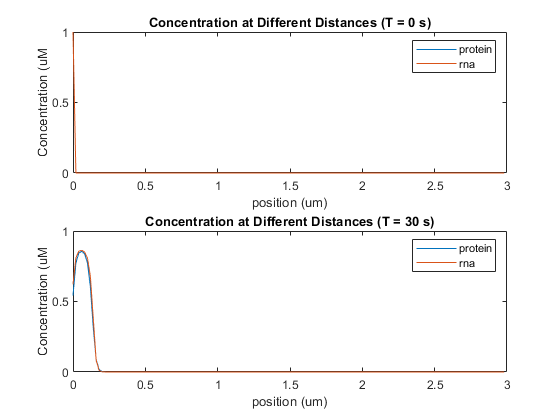 Concentration at Different Distances (T = 0 s)
1
0.5
0
Concentration (uM
protein
rna
0 0.5 1 1.5 2 2.5 3
position (um)
Concentration at Different Distances (T = 30 s)
1
0.5
0
Concentration (uM
protein
rna
0 0.5 1 1.5 2 2.5 3
position (um)